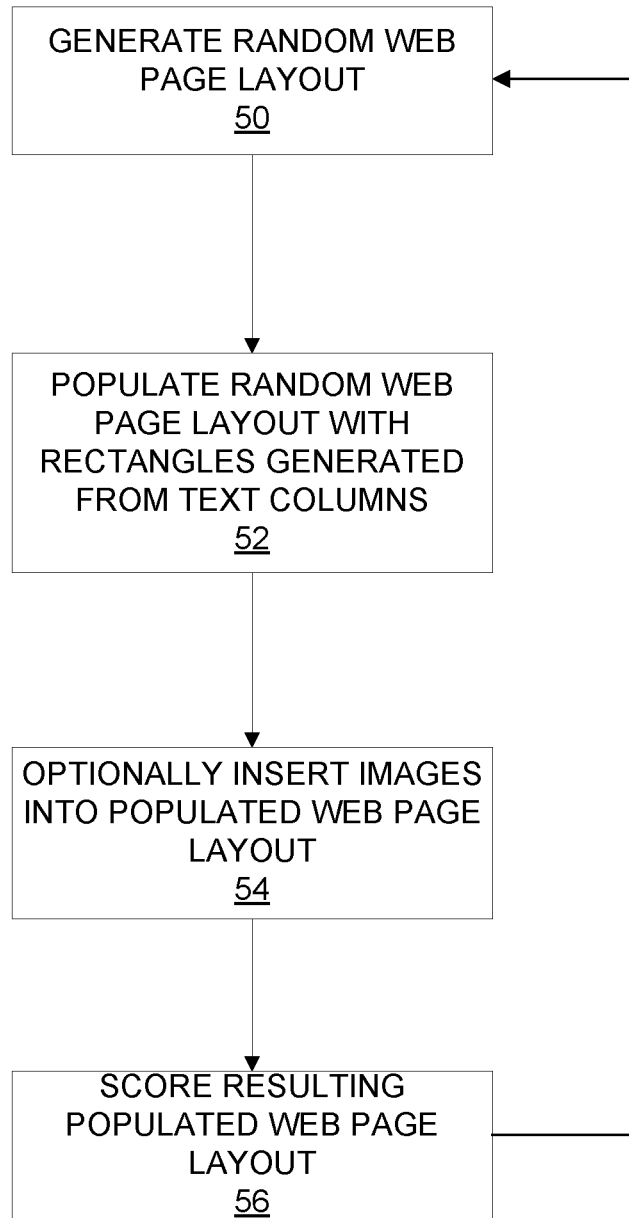 GENERATE RANDOM WEB
PAGE LAYOUT
50
POPULATE RANDOM WEB
PAGE LAYOUT WITH
RECTANGLES GENERATED
FROM TEXT COLUMNS
52
OPTIONALLY INSERT IMAGES
INTO POPULATED WEB PAGE
LAYOUT
54
SCORE RESULTING
POPULATED WEB PAGE
LAYOUT
56